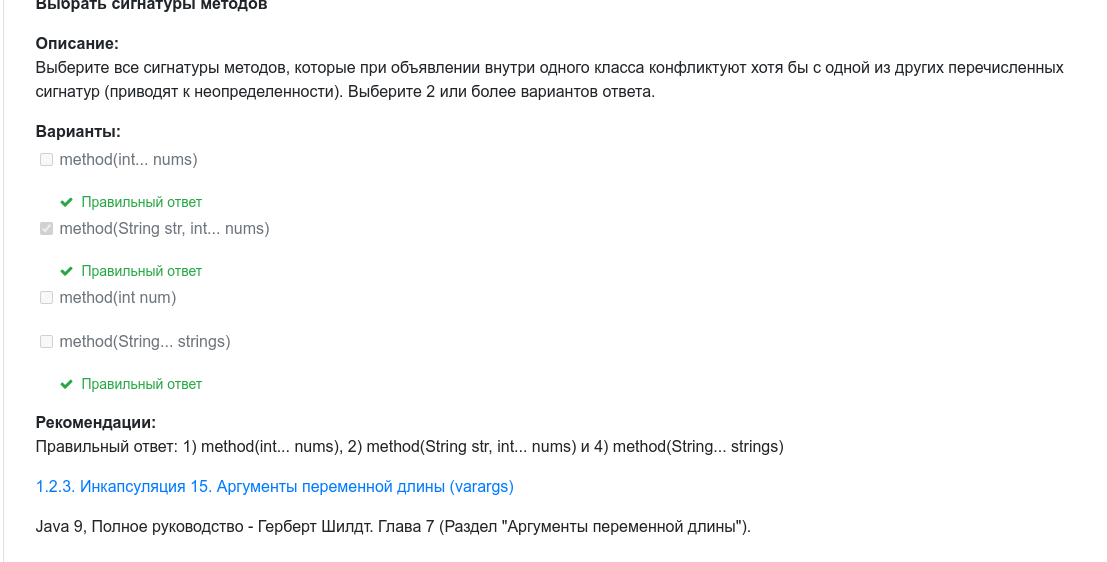 Выбрать сигнатуры методов
Описание:
Выберите все сигнатуры методов, которые при объявлении внутри одного класса конфликтуют хотя бы с одной из других перечисленных
сигнатур (приводят к неопределенности). Выберите 2 или более вариантов ответа.
Варианты:
method(int... nums)
Правильный ответ
method(String str, int... nums)
Правильный ответ
method(int num)
method(String... strings)
Правильный ответ
Рекомендации:
Правильный ответ: 1) method(int... nums), 2) method(String str, int... nums) и 4) method(String... strings)
1.2.3. Инкапсуляция 15. Аргументы переменной длины (varargs)
Java 9, Полное руководство - Герберт Шилдт. Глава 7 (Раздел "Аргументы переменной длины").